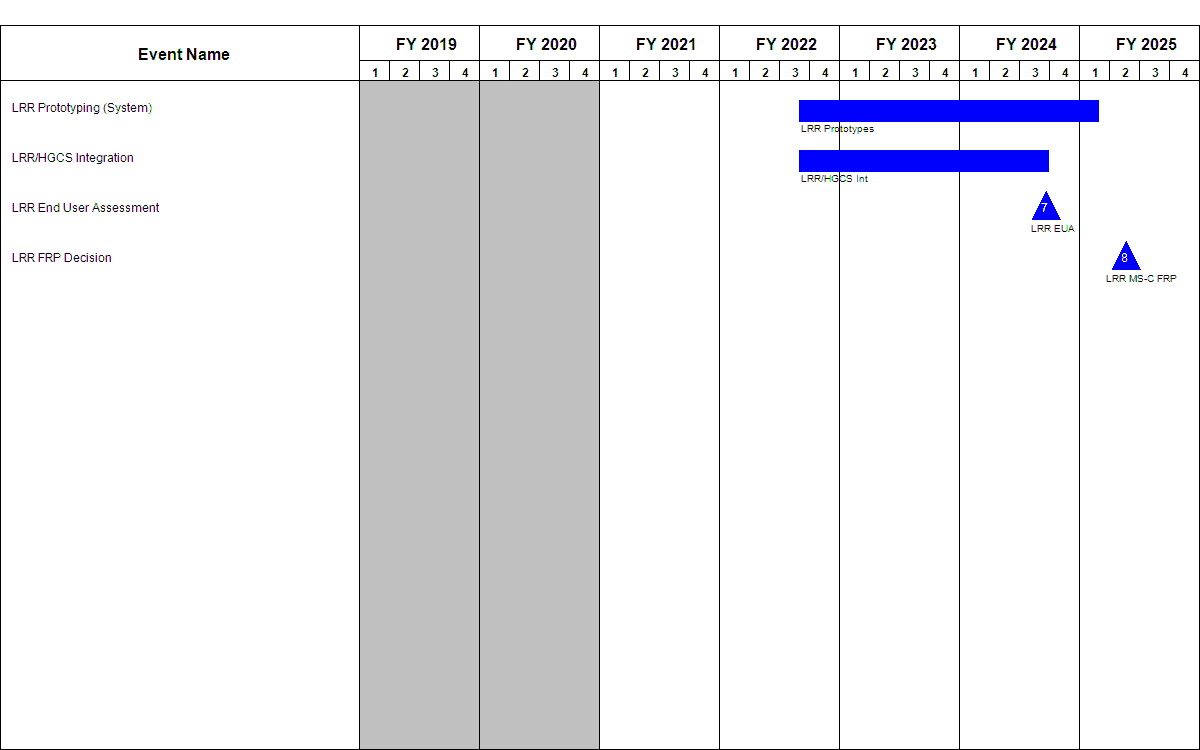 Event Name
FY 2019 FY 2020 FY 2021 FY 2022 FY 2023 FY 2024 FY 2025
1 2 3 4 1 2 3 4 1 2 3 4 1 2 3 4 1 2 3 4 1 2 3 4 1 2 3 4
LRR Prototyping (System)
LRR Prototypes
LRR/HGCS Integration
LRR/HGCS Int
LRR End User Assessment
7
LRR EUA
LRR FRP Decision
8
LRR MS-C FRP